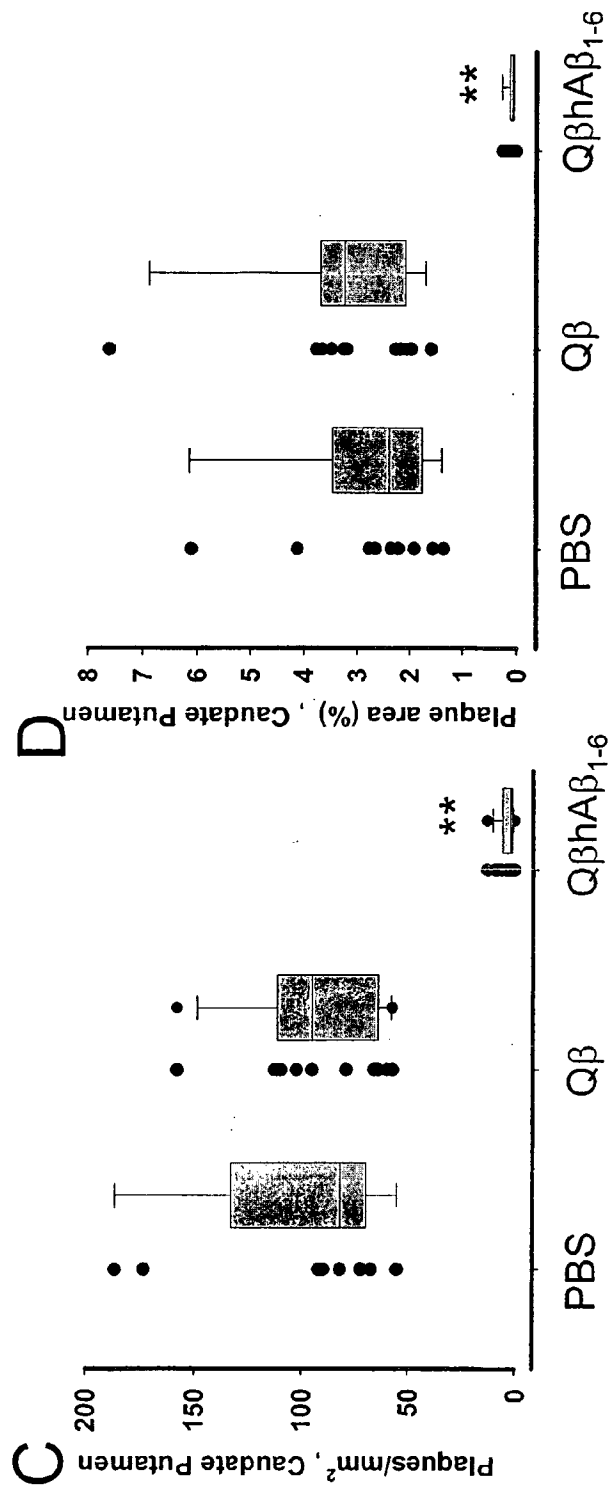 C
Plaques/mm², Caudate Putamen
200
150
100
50
0
**
PBS
Qβ
QβhAβ1-6
D
Plaque area (%) , Caudate Putamen
8
7
6
5
4
3
2
1
0
**
PBS
Qβ
QβhAβ1-6